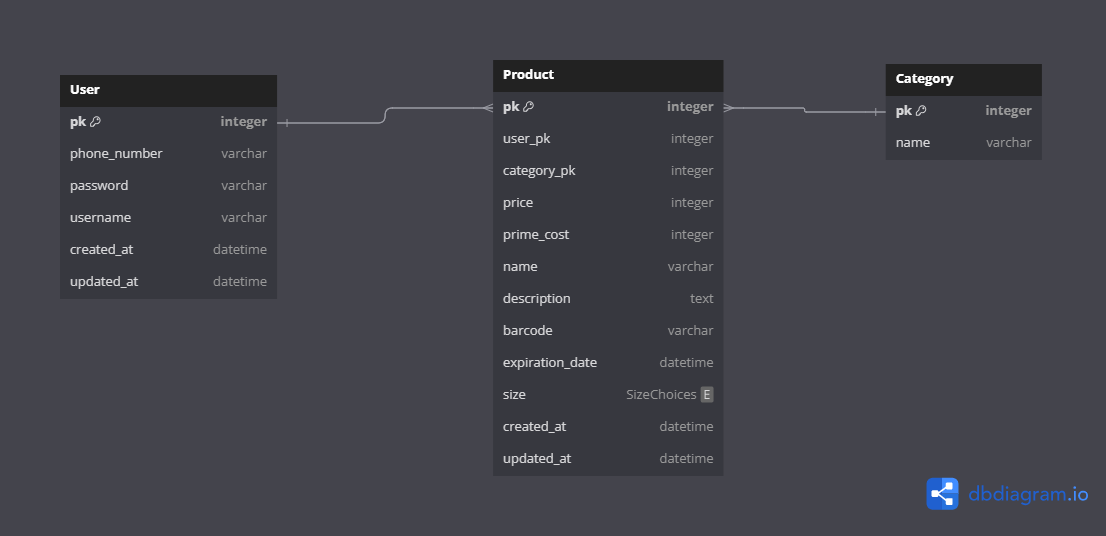 User
pk integer
phone_number varchar
password varchar
username varchar
created_at datetime
updated_at datetime
Product
pk integer
user_pk integer
category_pk integer
price integer
prime_cost integer
name varchar
description text
barcode varchar
expiration_date datetime
size SizeChoices E
created_at datetime
updated_at datetime
Category
pk integer
name varchar
dbdiagram.io